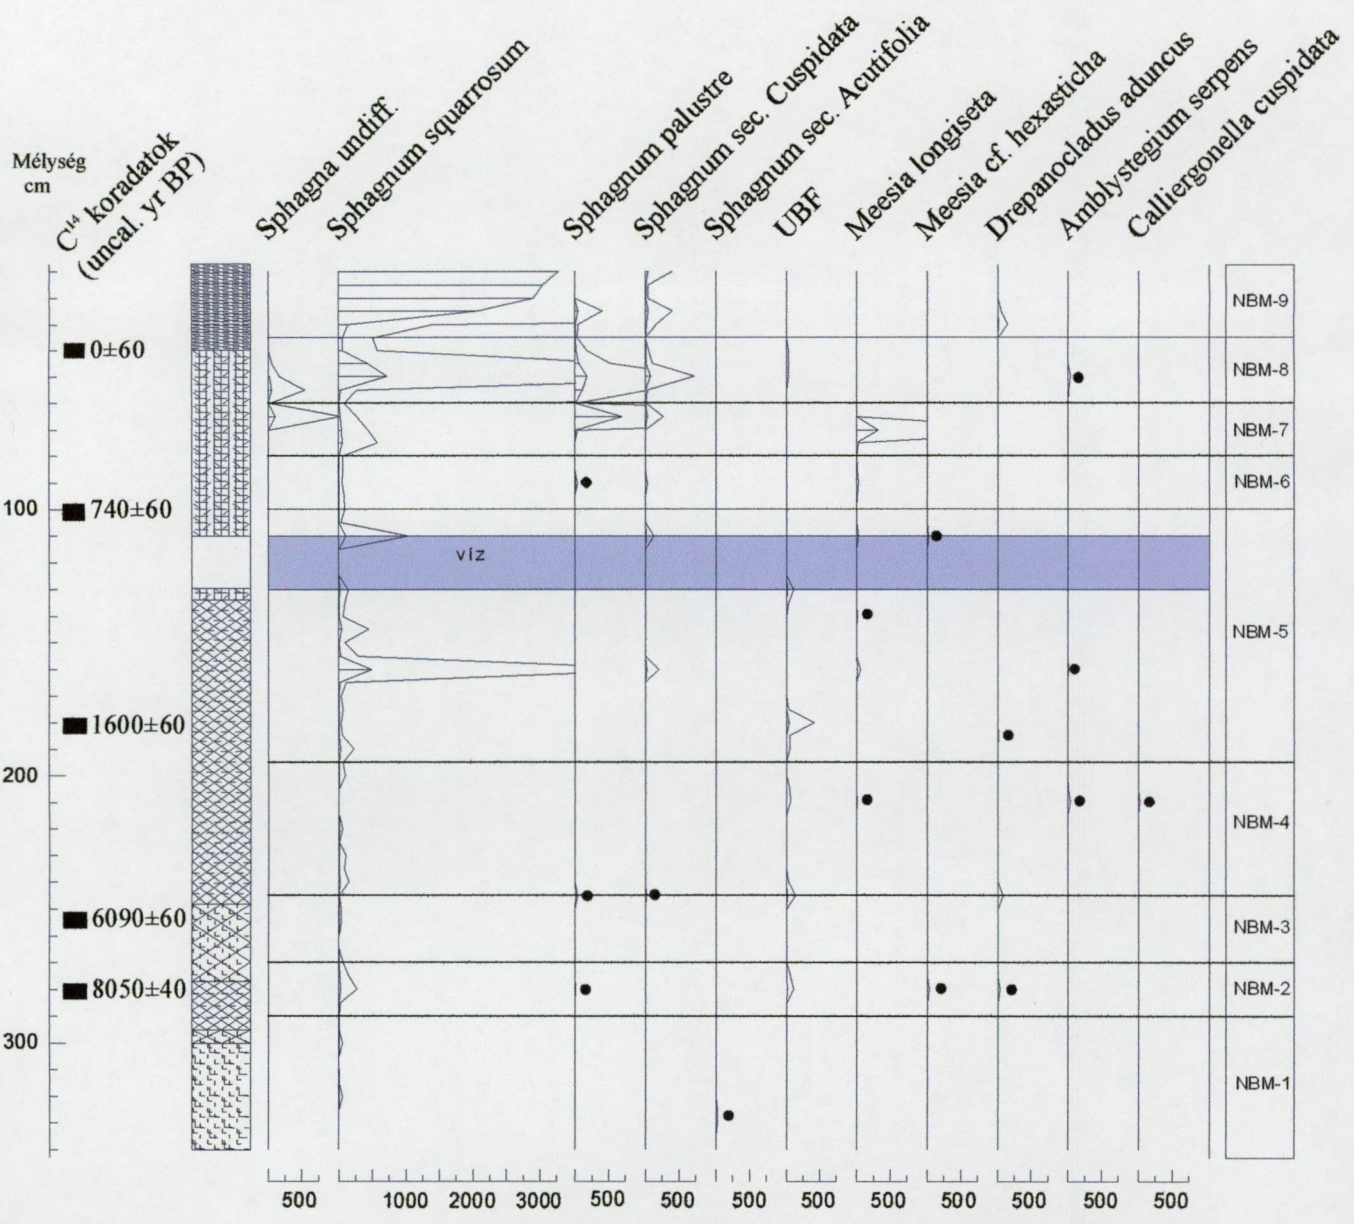 Mélység
cm
C¹⁴ koradatok
(uncal. yr BP)
Sphagna undiff.
Sphagnum squarrosum
Sphagnum palustre
Sphagnum sec. Cuspidata
Sphagnum sec. Acutifolia
UBF
Meesia longiseta
Meesia cf. hexasticha
Drepanocladus aduncus
Amblystegium serpens
Calliergonella cuspidata
NBM-9
0±60
NBM-8
NBM-7
NBM-6
100
740±60
víz
NBM-5
1600±60
200
NBM-4
6090±60
NBM-3
8050±40
NBM-2
300
NBM-1
500 1000 2000 3000 500 500 500 500 500 500 500 500 500